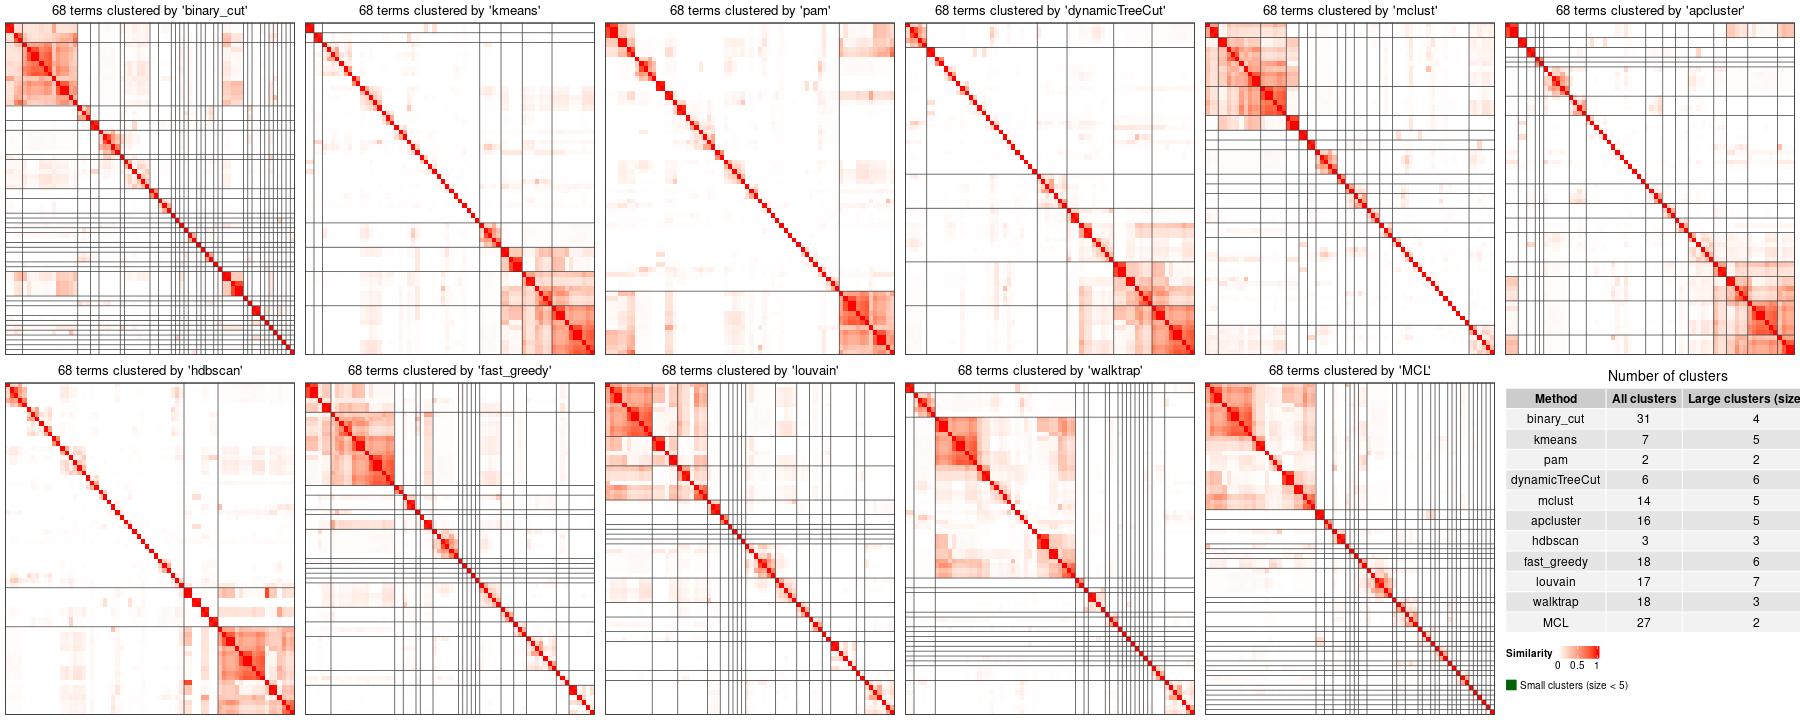 68 terms clustered by 'binary_cut'
68 terms clustered by 'kmeans'
68 terms clustered by 'pam'
68 terms clustered by 'dynamicTreeCut'
68 terms clustered by 'mclust'
68 terms clustered by 'apcluster'
68 terms clustered by 'hdbscan'
68 terms clustered by 'fast_greedy'
68 terms clustered by 'louvain'
68 terms clustered by 'walktrap'
68 terms clustered by 'MCL'
Number of clusters
Method All clusters Large clusters (size
binary_cut 31 4
kmeans 7 5
pam 2 2
dynamicTreeCut 6 6
mclust 14 5
apcluster 16 5
hdbscan 3 3
fast_greedy 18 6
louvain 17 7
walktrap 18 3
MCL 27 2
Similarity
0 0.5 1
Small clusters (size < 5)